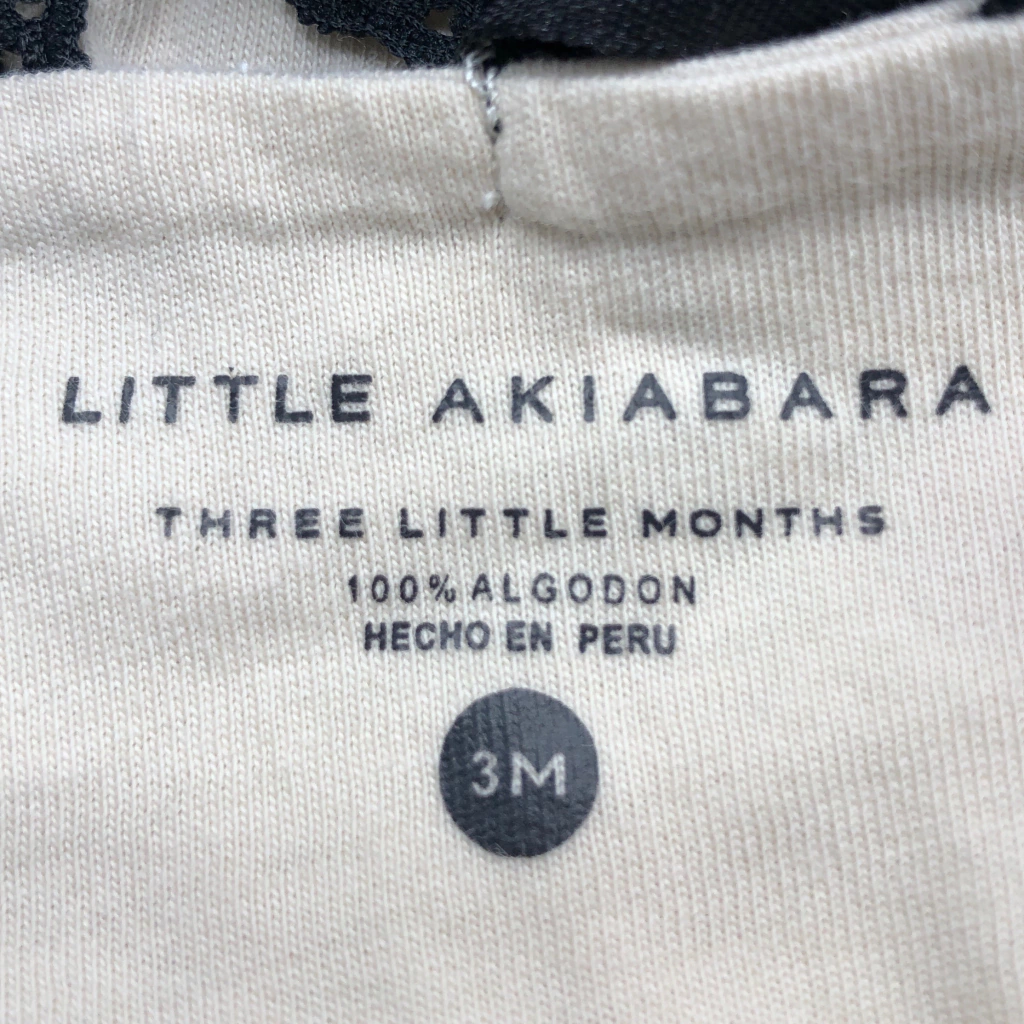 LITTLE AKIABARA
THREE LITTLE MONTHS
100% ALGODON
HECHO EN PERU
3M